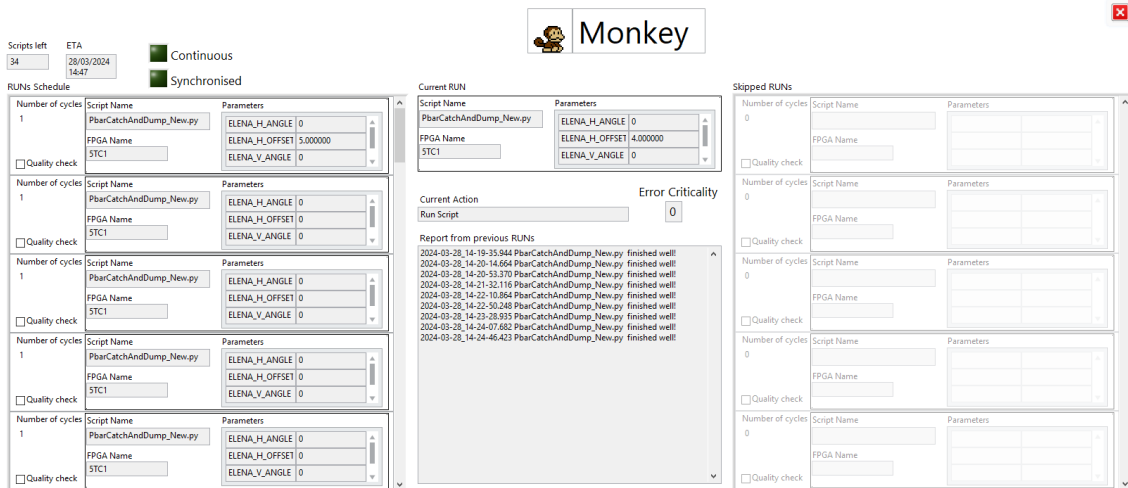 Monkey
Scripts left
34
ETA
28/03/2024
14:47
Continuous
Synchronised
RUNs Schedule
Number of cycles
1
Quality check
Script Name
PbarCatchAndDump_New.py
FPGA Name
5TC1
Parameters
ELENA_H_ANGLE 0
ELENA_H_OFFSET 5.000000
ELENA_V_ANGLE 0
Number of cycles
1
Quality check
Script Name
PbarCatchAndDump_New.py
FPGA Name
5TC1
Parameters
ELENA_H_ANGLE 0
ELENA_H_OFFSET 0
ELENA_V_ANGLE 0
Number of cycles
1
Quality check
Script Name
PbarCatchAndDump_New.py
FPGA Name
5TC1
Parameters
ELENA_H_ANGLE 0
ELENA_H_OFFSET 0
ELENA_V_ANGLE 0
Number of cycles
1
Quality check
Script Name
PbarCatchAndDump_New.py
FPGA Name
5TC1
Parameters
ELENA_H_ANGLE 0
ELENA_H_OFFSET 0
ELENA_V_ANGLE 0
Number of cycles
1
Quality check
Script Name
PbarCatchAndDump_New.py
FPGA Name
5TC1
Parameters
ELENA_H_ANGLE 0
ELENA_H_OFFSET 0
ELENA_V_ANGLE 0
Current RUN
Script Name
PbarCatchAndDump_New.py
FPGA Name
5TC1
Parameters
ELENA_H_ANGLE 0
ELENA_H_OFFSET 4.000000
ELENA_V_ANGLE 0
Current Action
Run Script
Error Criticality
0
Report from previous RUNs
2024-03-28_14-19-35.944 PbarCatchAndDump_New.py finished well!
2024-03-28_14-20-14.664 PbarCatchAndDump_New.py finished well!
2024-03-28_14-20-53.370 PbarCatchAndDump_New.py finished well!
2024-03-28_14-21-32.116 PbarCatchAndDump_New.py finished well!
2024-03-28_14-22-10.864 PbarCatchAndDump_New.py finished well!
2024-03-28_14-22-50.248 PbarCatchAndDump_New.py finished well!
2024-03-28_14-23-28.935 PbarCatchAndDump_New.py finished well!
2024-03-28_14-24-07.682 PbarCatchAndDump_New.py finished well!
2024-03-28_14-24-46.423 PbarCatchAndDump_New.py finished well!
Skipped RUNs
Number of cycles
0
Quality check
Script Name
FPGA Name
Parameters
Number of cycles
0
Quality check
Script Name
FPGA Name
Parameters
Number of cycles
0
Quality check
Script Name
FPGA Name
Parameters
Number of cycles
0
Quality check
Script Name
FPGA Name
Parameters
Number of cycles
0
Quality check
Script Name
FPGA Name
Parameters